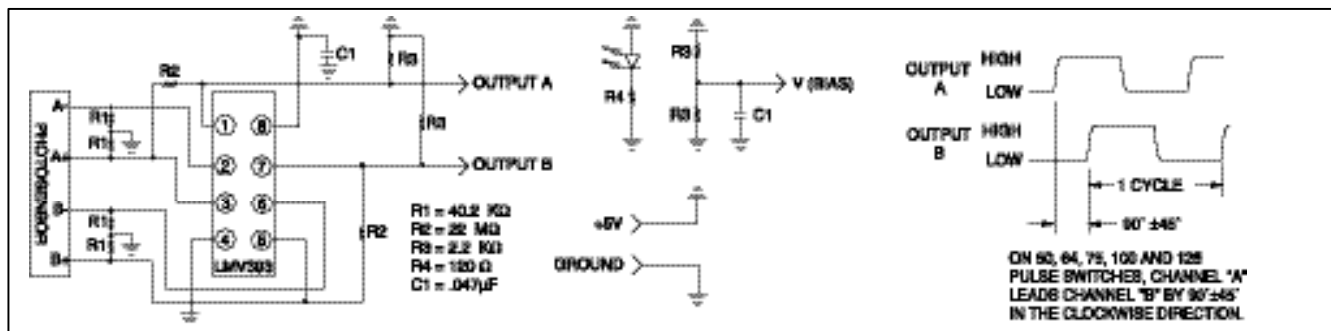 R2
C1
R3
OUTPUT A
R3
OUTPUT B
PHOTOSENSOR
A
R1
R1
A
B
R1
R1
B
1
8
2
7
3
6
4
5
LMV393
R2
R1 = 40.2 KΩ
R2 = 22 MΩ
R3 = 2.2 KΩ
R4 = 120 Ω
C1 = .047µF
R4
R3
V (BIAS)
R3
C1
+5V
GROUND
OUTPUT
A
HIGH
LOW
OUTPUT
B
HIGH
LOW
1 CYCLE
90° ±45°
ON 50, 64, 75, 100 AND 128
PULSE SWITCHES, CHANNEL "A"
LEADS CHANNEL "B" BY 90°±45°
IN THE CLOCKWISE DIRECTION.